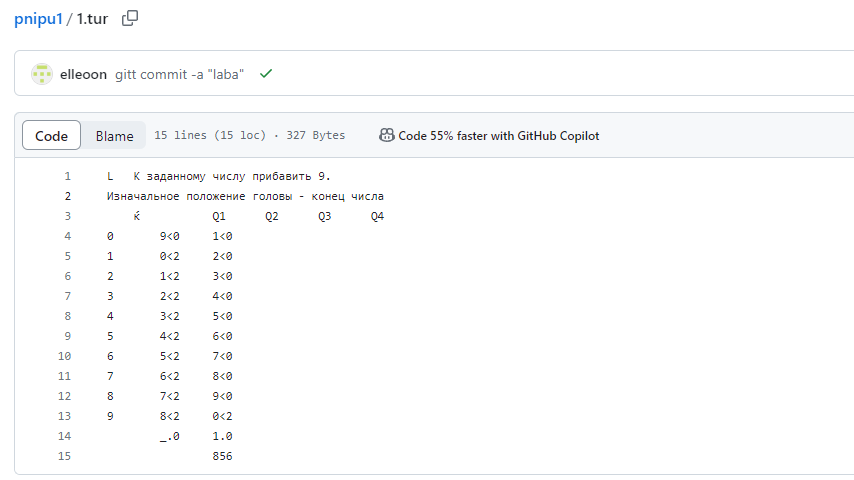 pnipu1 / 1.tur
elleoon gitt commit -a "laba"
Code Blame 15 lines (15 loc) · 327 Bytes Code 55% faster with GitHub Copilot
1 L К заданному числу прибавить 9.
2 Изначальное положение головы - конец числа
3 ќ Q1 Q2 Q3 Q4
4 0 9<0 1<0
5 1 0<2 2<0
6 2 1<2 3<0
7 3 2<2 4<0
8 4 3<2 5<0
9 5 4<2 6<0
10 6 5<2 7<0
11 7 6<2 8<0
12 8 7<2 9<0
13 9 8<2 0<2
14 _.0 1.0
15 856